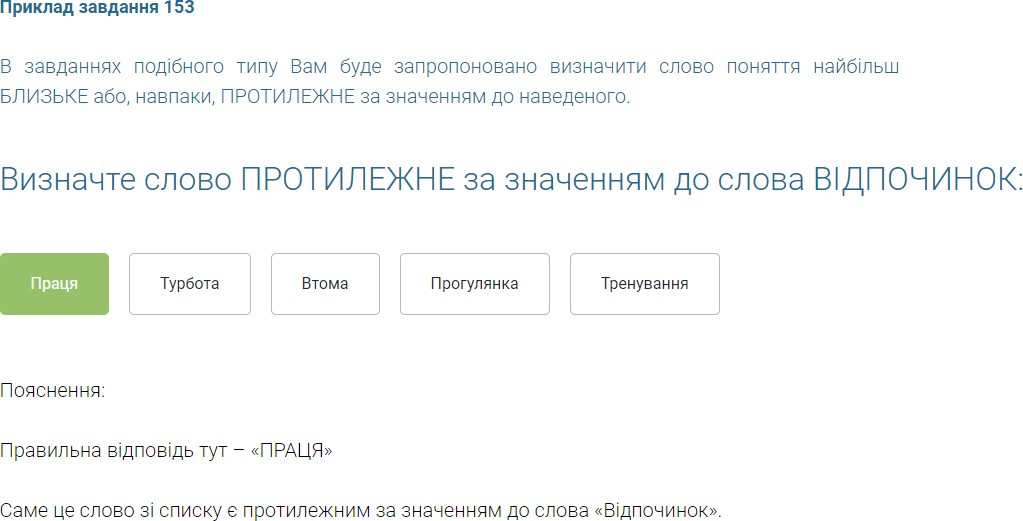 Приклад завдання 153
В завданнях подібного типу Вам буде запропоновано визначити слово поняття найбільш
БЛИЗЬКЕ або, навпаки, ПРОТИЛЕЖНЕ за значенням до наведеного.
Визначте слово ПРОТИЛЕЖНЕ за значенням до слова ВІДПОЧИНОК:
Праця Турбота Втома Прогулянка Тренування
Пояснення:
Правильна відповідь тут – «ПРАЦЯ»
Саме це слово зі списку є протилежним за значенням до слова «Відпочинок».